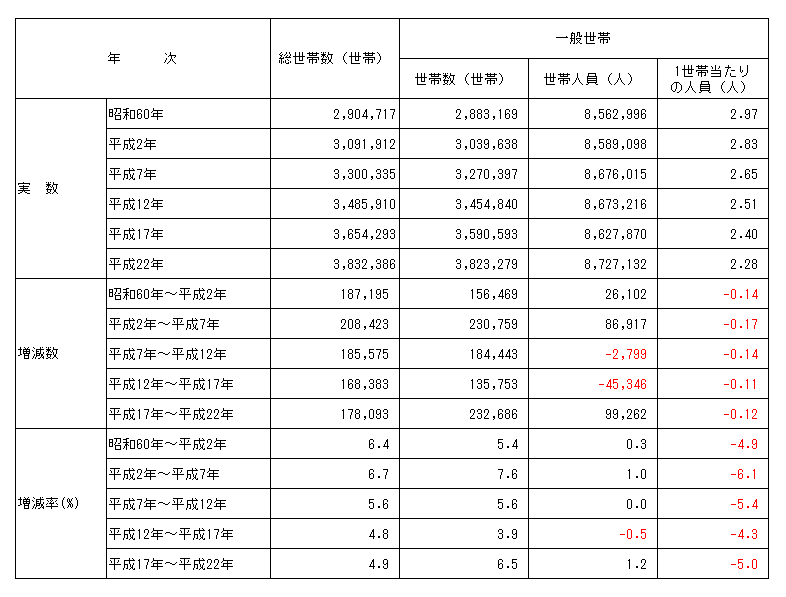 年 次 総世帯数（世帯） 一般世帯
世帯数（世帯） 世帯人員（人） 1世帯当たり
の人員（人）
実 数
昭和60年 2,904,717 2,883,169 8,562,996 2.97
平成2年 3,091,912 3,039,638 8,589,098 2.83
平成7年 3,300,335 3,270,397 8,676,015 2.65
平成12年 3,485,910 3,454,840 8,673,216 2.51
平成17年 3,654,293 3,590,593 8,627,870 2.40
平成22年 3,832,386 3,823,279 8,727,132 2.28
増減数
昭和60年～平成2年 187,195 156,469 26,102 -0.14
平成2年～平成7年 208,423 230,759 86,917 -0.17
平成7年～平成12年 185,575 184,443 -2,799 -0.14
平成12年～平成17年 168,383 135,753 -45,346 -0.11
平成17年～平成22年 178,093 232,686 99,262 -0.12
増減率(%)
昭和60年～平成2年 6.4 5.4 0.3 -4.9
平成2年～平成7年 6.7 7.6 1.0 -6.1
平成7年～平成12年 5.6 5.6 0.0 -5.4
平成12年～平成17年 4.8 3.9 -0.5 -4.3
平成17年～平成22年 4.9 6.5 1.2 -5.0